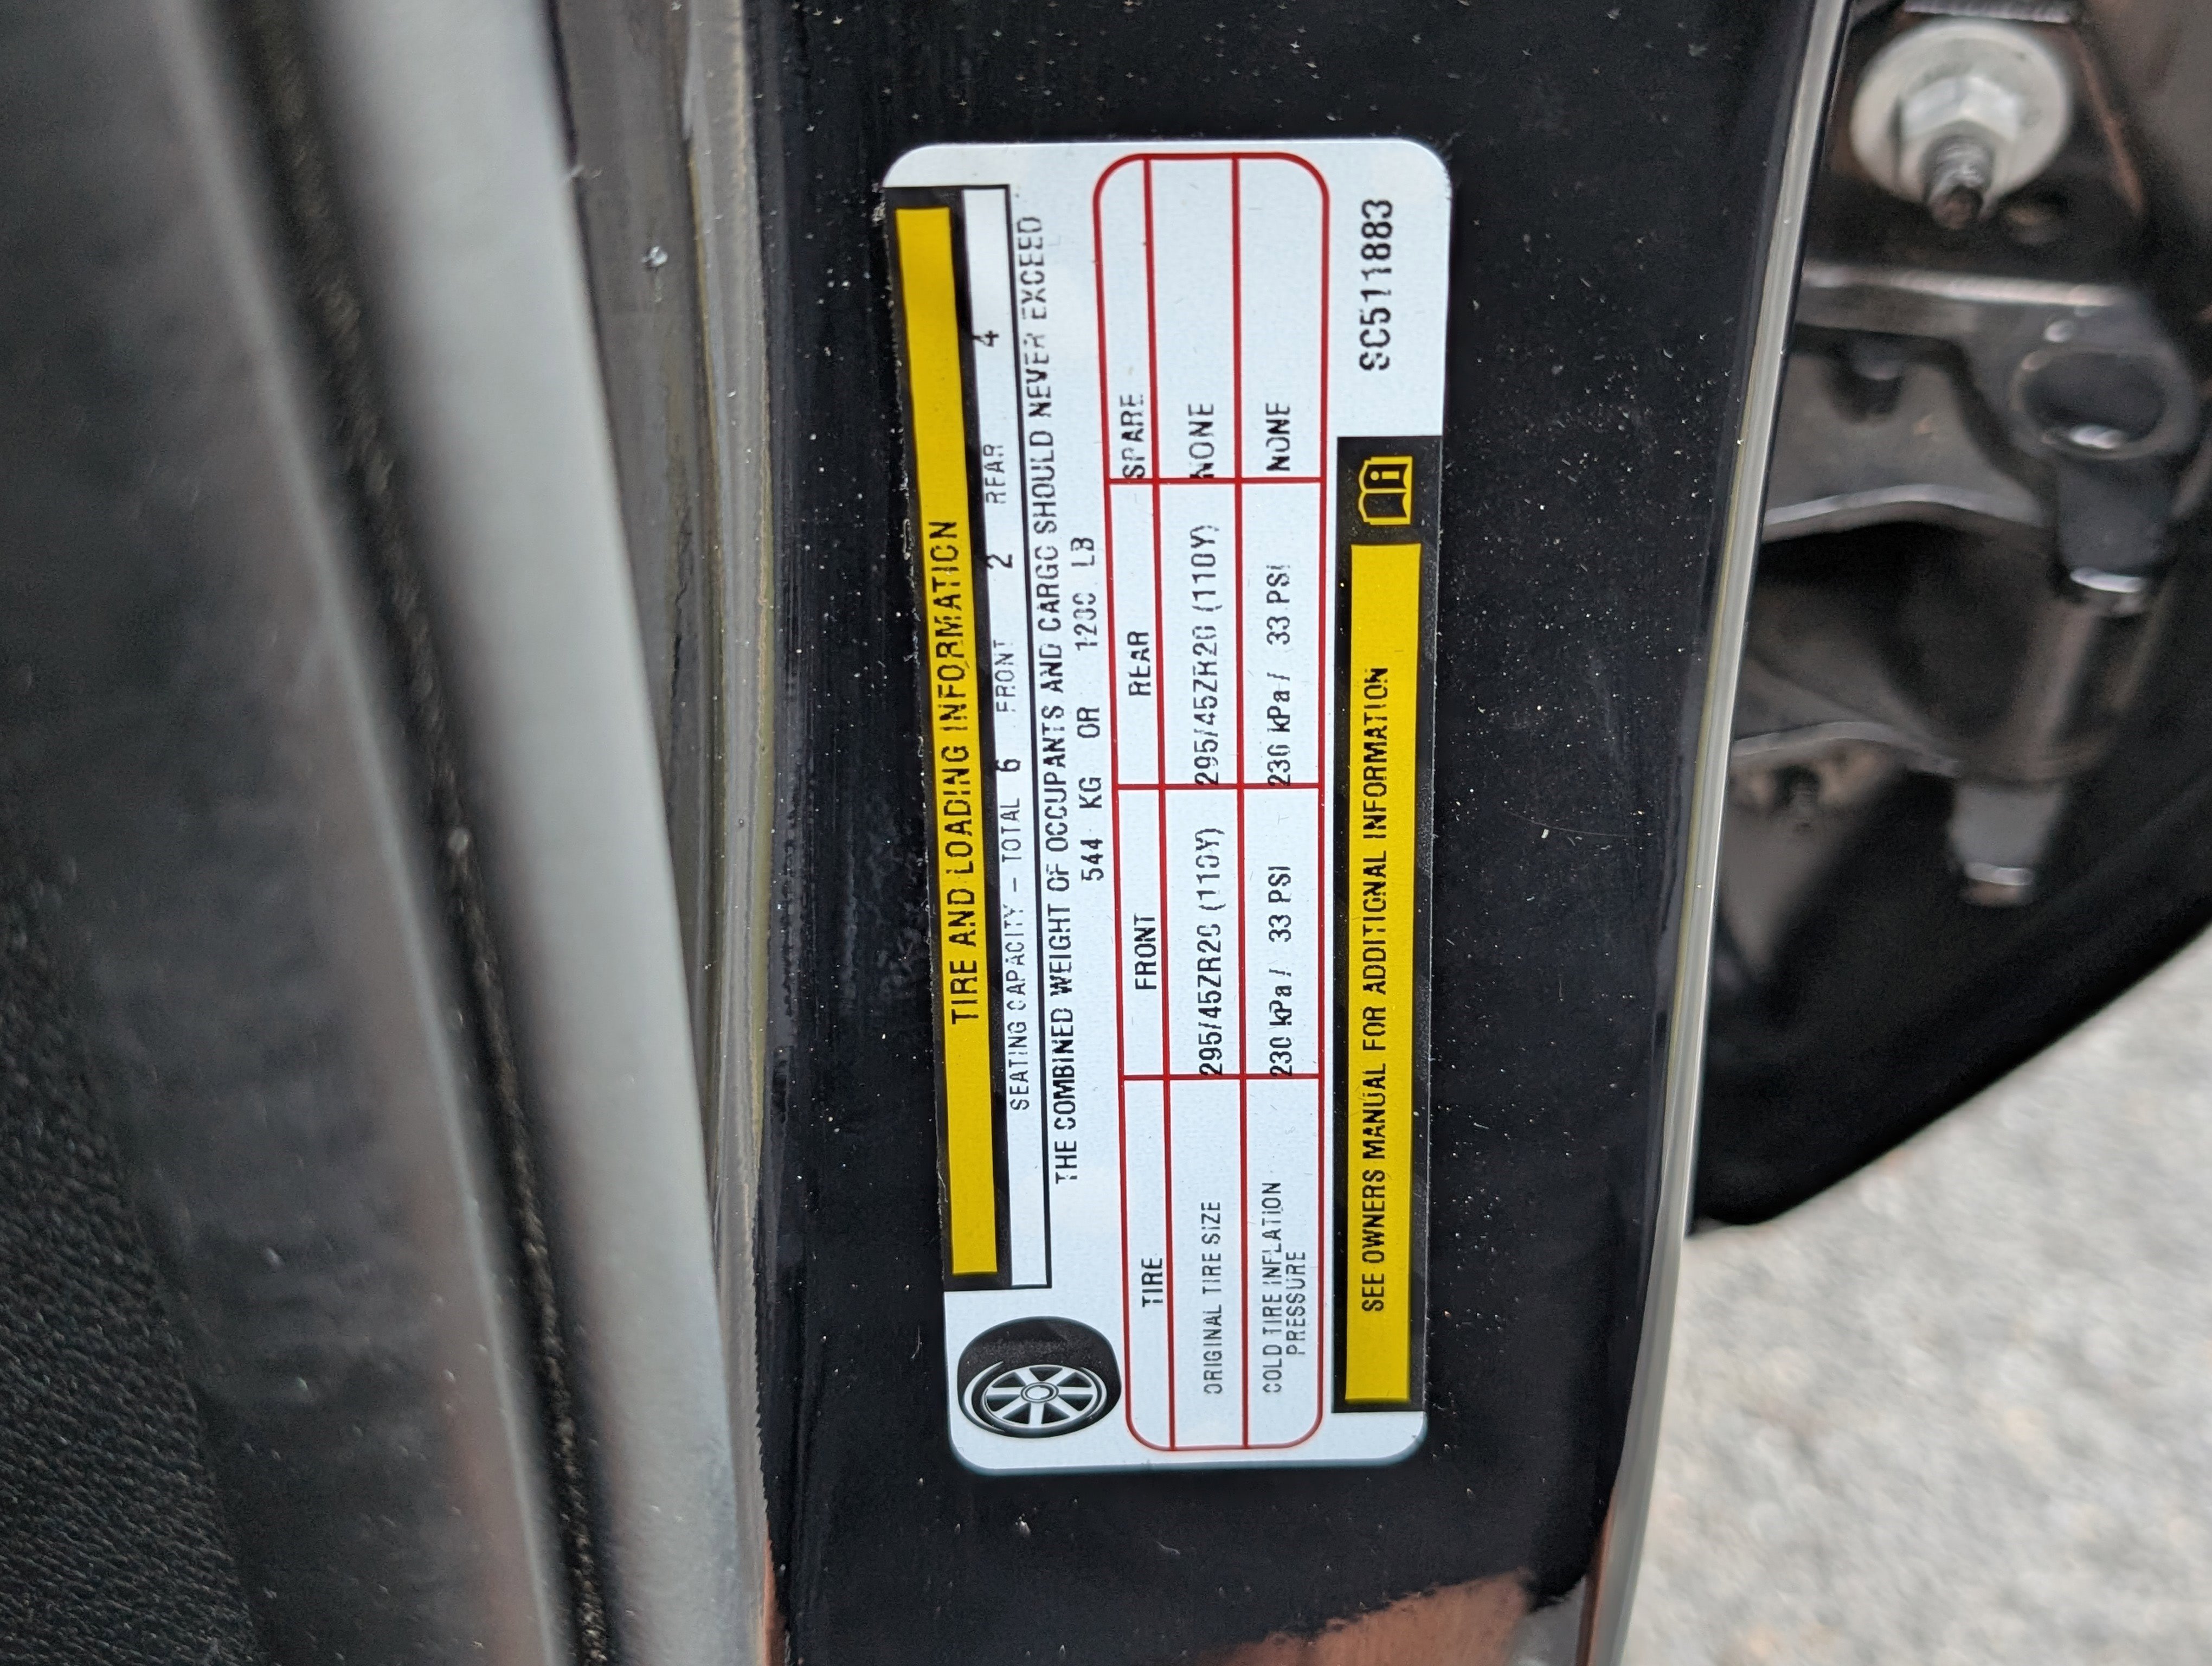 TIRE AND LOADING INFORMATION
SEATING CAPACITY - TOTAL 6 FRONT 2 REAR 4
THE COMBINED WEIGHT OF OCCUPANTS AND CARGO SHOULD NEVER EXCEED
544 KG OR 1200 LB
TIRE FRONT REAR SPARE
ORIGINAL TIRE SIZE 295/45ZR20 (110Y) 295/45ZR20 (110Y) NONE
COLD TIRE INFLATION
PRESSURE 230 kPa / 33 PSI 230 kPa / 33 PSI NONE
SEE OWNERS MANUAL FOR ADDITIONAL INFORMATION
SC511883